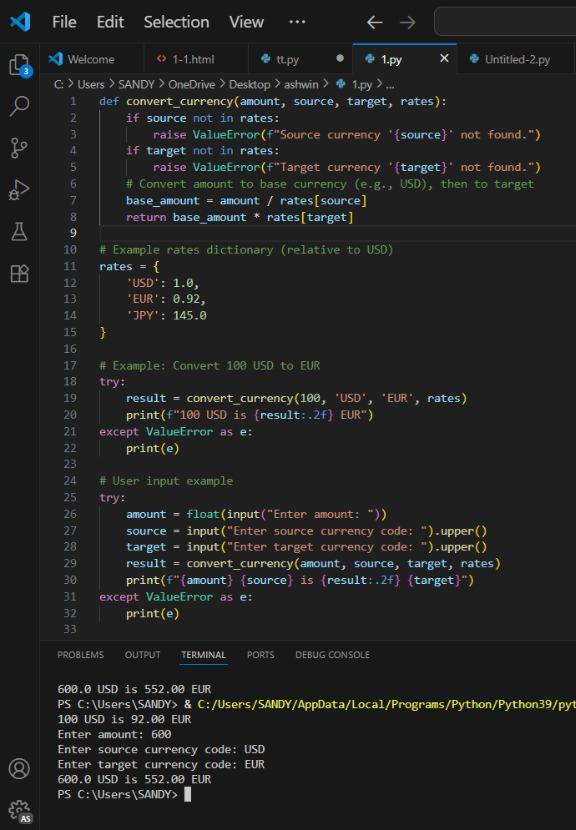 File Edit Selection View ...
Welcome <> 1-1.html tt.py 1.py Untitled-2.py
C: > Users > SANDY > OneDrive > Desktop > ashwin > 1.py > ...
3
1 def convert_currency(amount, source, target, rates):
2     if source not in rates:
3         raise ValueError(f"Source currency '{source}' not found.")
4     if target not in rates:
5         raise ValueError(f"Target currency '{target}' not found.")
6     # Convert amount to base currency (e.g., USD), then to target
7     base_amount = amount / rates[source]
8     return base_amount * rates[target]
9
10 # Example rates dictionary (relative to USD)
11 rates = {
12     'USD': 1.0,
13     'EUR': 0.92,
14     'JPY': 145.0
15 }
16
17 # Example: Convert 100 USD to EUR
18 try:
19     result = convert_currency(100, 'USD', 'EUR', rates)
20     print(f"100 USD is {result:.2f} EUR")
21 except ValueError as e:
22     print(e)
23
24 # User input example
25 try:
26     amount = float(input("Enter amount: "))
27     source = input("Enter source currency code: ").upper()
28     target = input("Enter target currency code: ").upper()
29     result = convert_currency(amount, source, target, rates)
30     print(f"{amount} {source} is {result:.2f} {target}")
31 except ValueError as e:
32     print(e)
33
PROBLEMS OUTPUT TERMINAL PORTS DEBUG CONSOLE
600.0 USD is 552.00 EUR
PS C:\Users\SANDY> & C:/Users/SANDY/AppData/Local/Programs/Python/Python39/pyt
100 USD is 92.00 EUR
Enter amount: 600
Enter source currency code: USD
Enter target currency code: EUR
600.0 USD is 552.00 EUR
PS C:\Users\SANDY>
AS